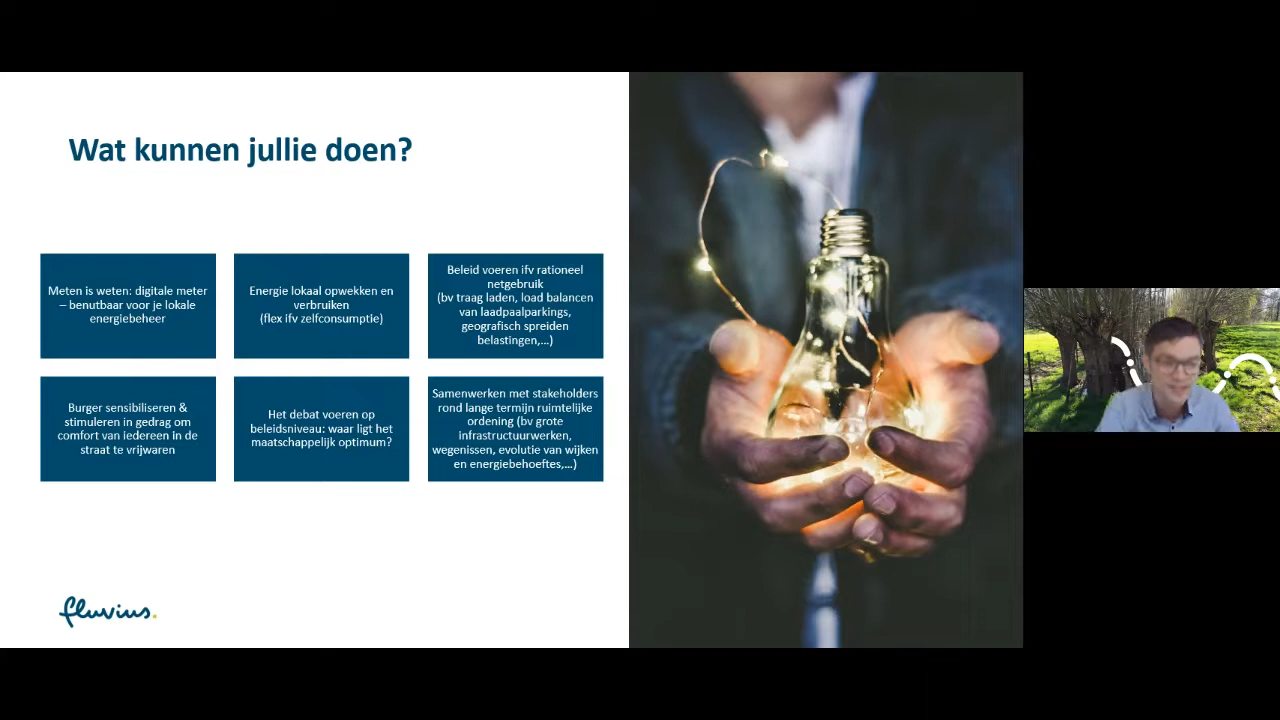 Wat kunnen jullie doen?
Meten is weten: digitale meter
– benutbaar voor je lokale
energiebeheer
Energie lokaal opwekken en
verbruiken
(flex ifv zelfconsumptie)
Beleid voeren ifv rationeel
netgebruik
(bv traag laden, load balancen
van laadpaalparkings,
geografisch spreiden
belastingen,...)
Burger sensibiliseren &
stimuleren in gedrag om
comfort van iedereen in de
straat te vrijwaren
Het debat voeren op
beleidsniveau: waar ligt het
maatschappelijk optimum?
Samenwerken met stakeholders
rond lange termijn ruimtelijke
ordening (bv grote
infrastructuurwerken,
wegenissen, evolutie van wijken
en energiebehoeftes,...)
fluvius.